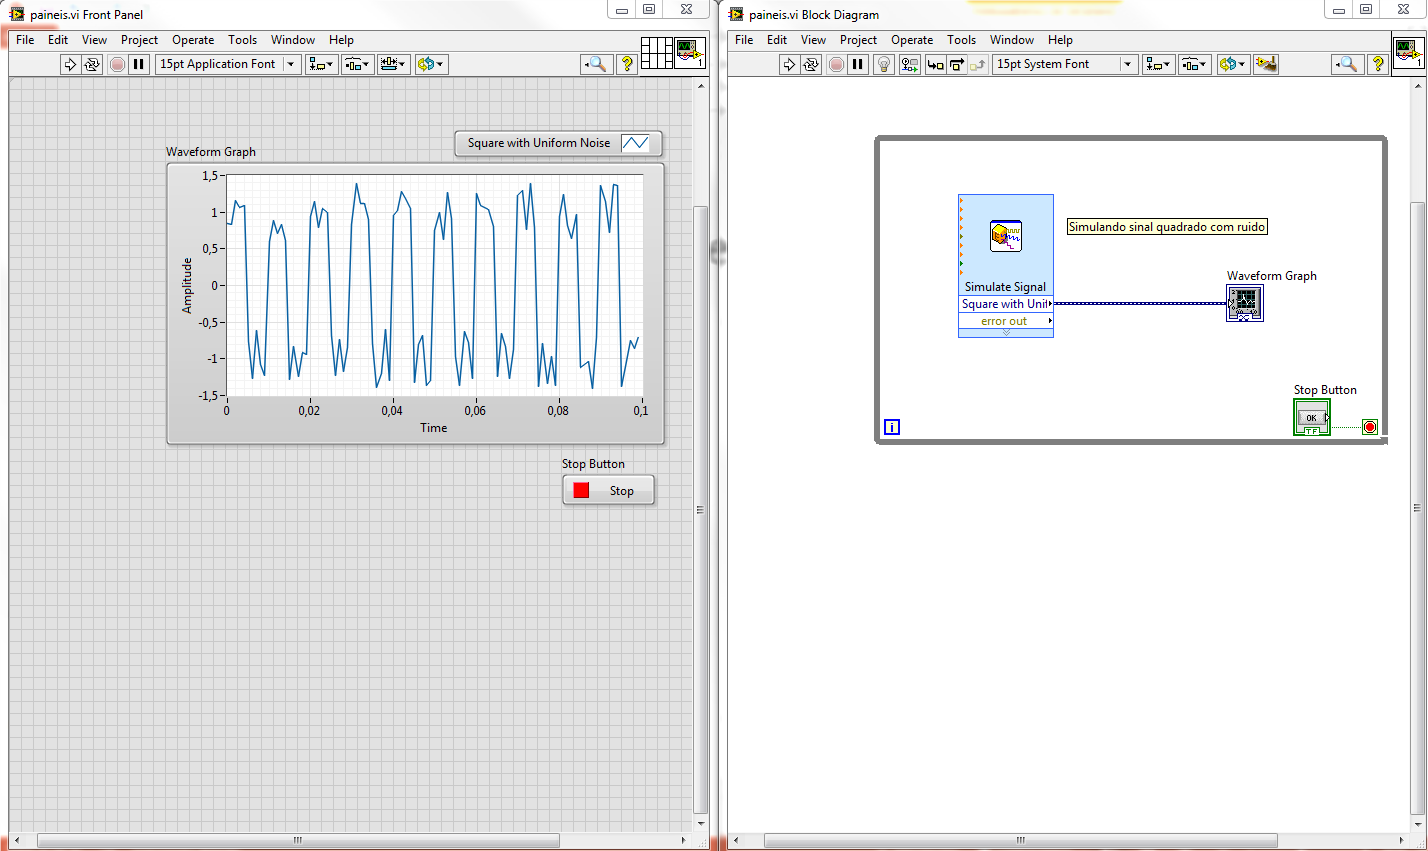 paineis.vi Front Panel
File Edit View Project Operate Tools Window Help
15pt Application Font
1
Waveform Graph
Square with Uniform Noise
1,5
1
0,5
0
-0,5
-1
-1,5
Amplitude
0 0,02 0,04 0,06 0,08 0,1
Time
Stop Button
Stop
paineis.vi Block Diagram
File Edit View Project Operate Tools Window Help
15pt System Font
1
Simulando sinal quadrado com ruido
Simulate Signal
Square with Unif
error out
Waveform Graph
Stop Button
OK
TF
i